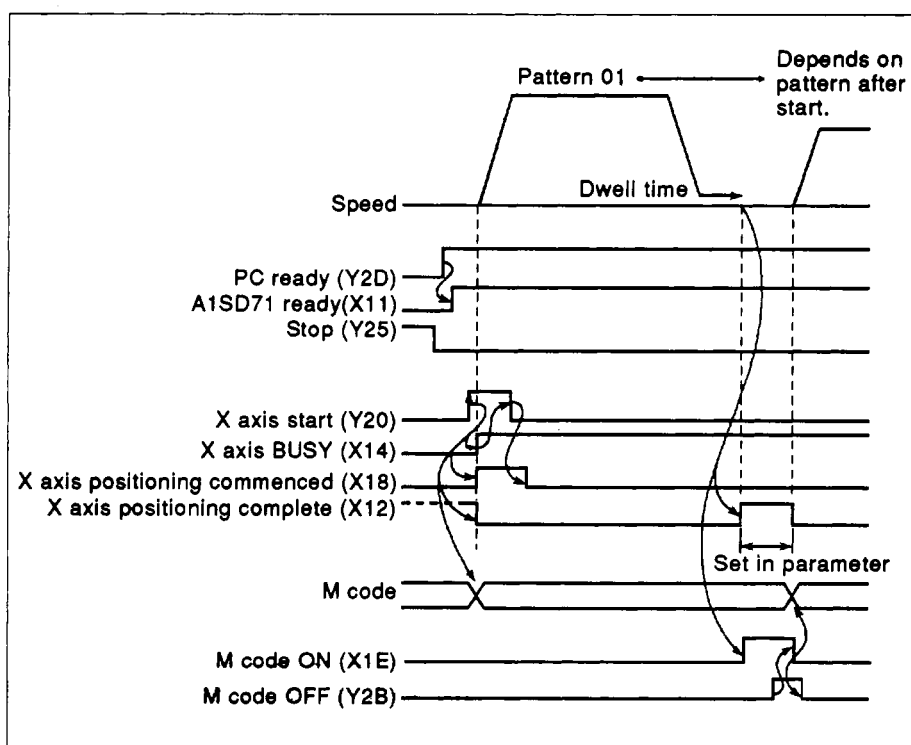 Pattern 01
Depends on
pattern after
start.
Dwell time
Speed
PC ready (Y2D)
A1SD71 ready(X11)
Stop (Y25)
X axis start (Y20)
X axis BUSY (X14)
X axis positioning commenced (X18)
X axis positioning complete (X12)
Set in parameter
M code
M code ON (X1E)
M code OFF (Y2B)